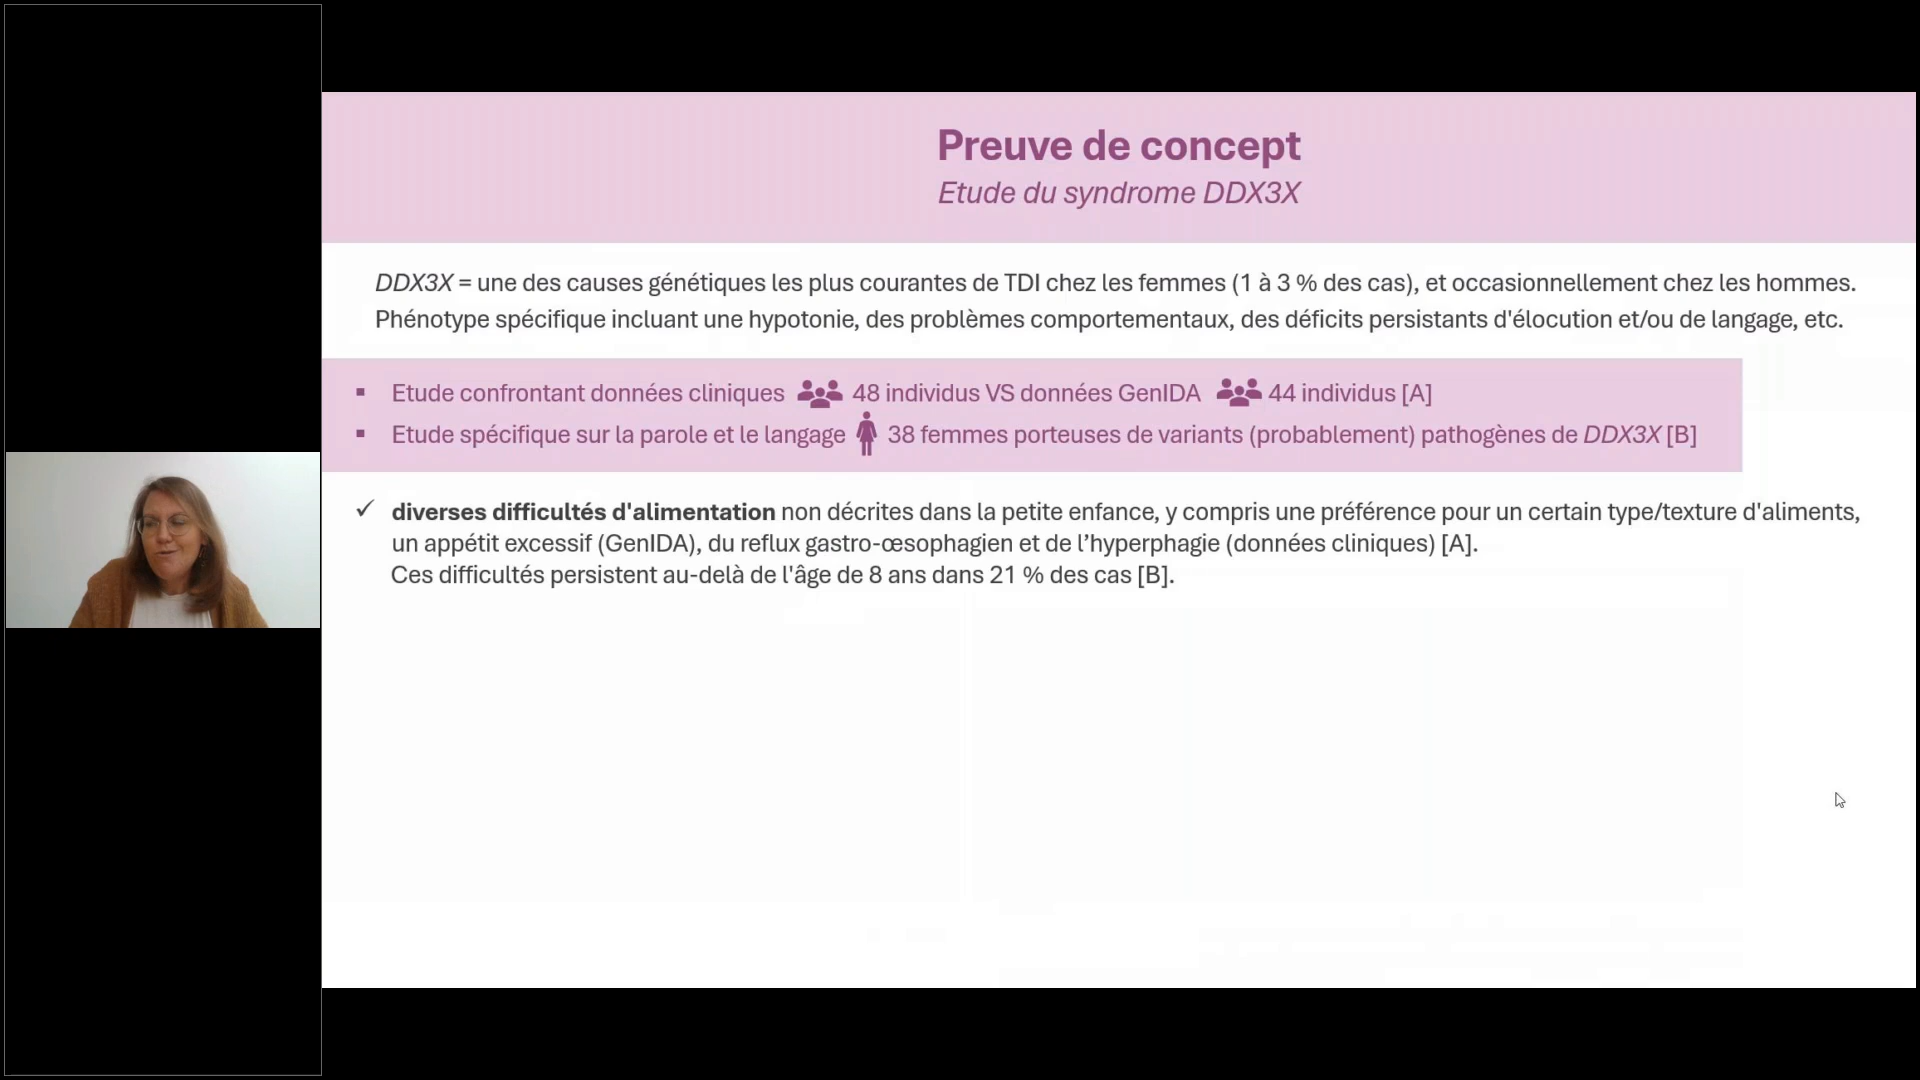 Preuve de concept
Etude du syndrome DDX3X
DDX3X = une des causes génétiques les plus courantes de TDI chez les femmes (1 à 3 % des cas), et occasionnellement chez les hommes.
Phénotype spécifique incluant une hypotonie, des problèmes comportementaux, des déficits persistants d'élocution et/ou de langage, etc.
▪ Etude confrontant données cliniques 48 individus VS données GenIDA 44 individus [A]
▪ Etude spécifique sur la parole et le langage 38 femmes porteuses de variants (probablement) pathogènes de DDX3X [B]
✓ diverses difficultés d'alimentation non décrites dans la petite enfance, y compris une préférence pour un certain type/texture d'aliments,
un appétit excessif (GenIDA), du reflux gastro-œsophagien et de l’hyperphagie (données cliniques) [A].
Ces difficultés persistent au-delà de l'âge de 8 ans dans 21 % des cas [B].